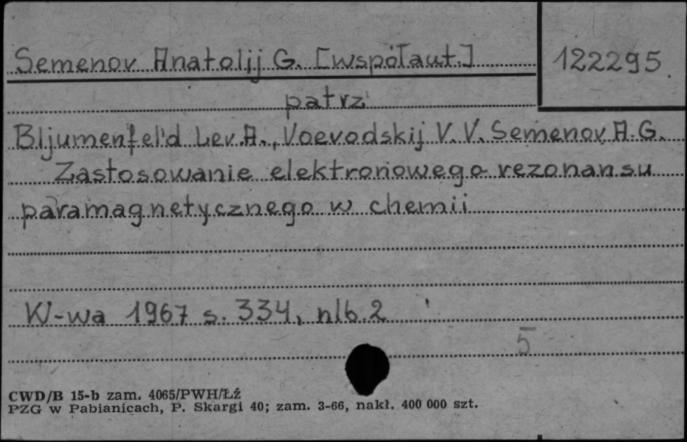 Semenov Anatolij G. [współaut.]
122295
patrz
Bljumenfel'd Lev.A., Voevodskij V.V. Semenov A.G.
Zastosowanie elektronowego rezonansu
paramagnetycznego w chemii
W-wa 1967 s. 334, nlb 2
5
CWD/B 15-b zam. 4065/PWH/Łź
PZG w Pabianicach, P. Skargi 40; zam. 3-66, nakł. 400 000 szt.